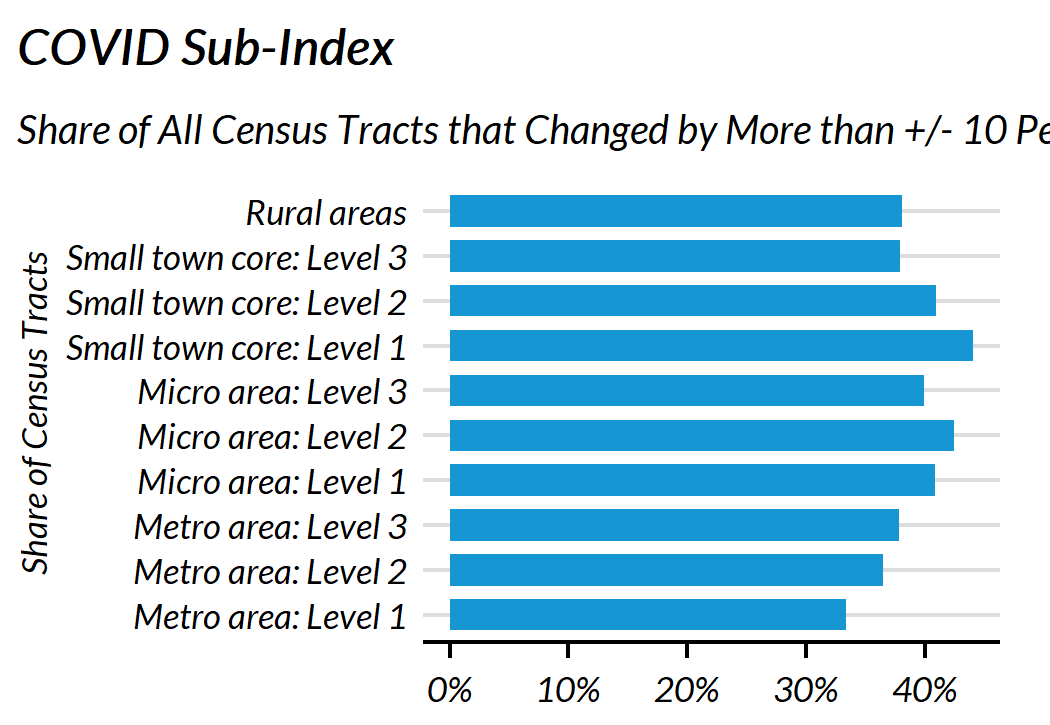 COVID Sub-Index
Share of All Census Tracts that Changed by More than +/- 10
Share of Census Tracts
Rural areas
Small town core: Level 3
Small town core: Level 2
Small town core: Level 1
Micro area: Level 3
Micro area: Level 2
Micro area: Level 1
Metro area: Level 3
Metro area: Level 2
Metro area: Level 1
0% 10% 20% 30% 40%